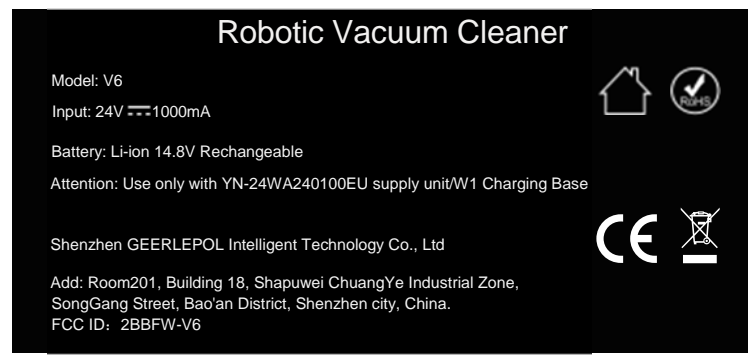 Robotic Vacuum Cleaner
Model: V6
Input: 24V ⎓1000mA
Battery: Li-ion 14.8V Rechangeable
Attention: Use only with YN-24WA240100EU supply unit/W1 Charging Base
Shenzhen GEERLEPOL Intelligent Technology Co., Ltd
Add: Room201, Building 18, Shapuwei ChuangYe Industrial Zone,
SongGang Street, Bao'an District, Shenzhen city, China.
FCC ID：2BBFW-V6
RoHS
CE